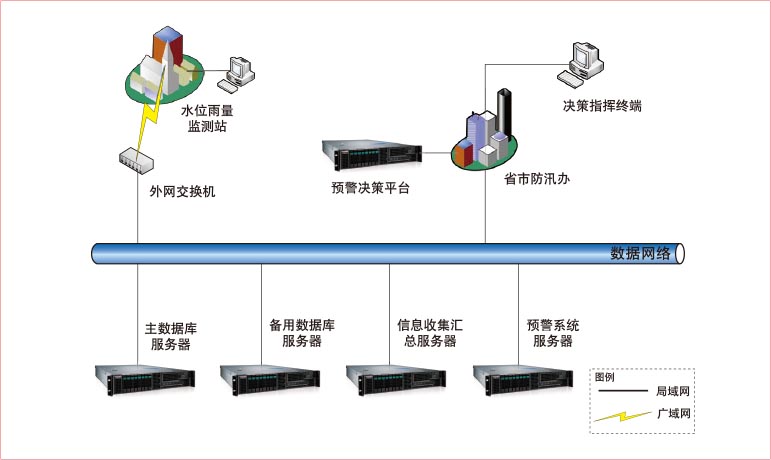 水位雨量
监测站
决策指挥终端
外网交换机
预警决策平台
省市防汛办
数据网络
主数据库
服务器
备用数据库
服务器
信息收集汇
总服务器
预警系统
服务器
图例
局域网
广域网